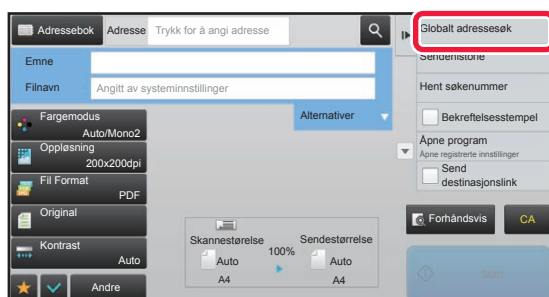 Adressebok Adresse Trykk for å angi adresse
Emne
Filnavn Angitt av systeminnstillinger
Alternativer
Fargemodus
Auto/Mono2
Oppløsning
200x200dpi
Fil Format
PDF
Original
Kontrast
Auto
Andre
Skannestørelse
100%
Sendestørrelse
Auto
A4
Auto
A4
Globalt adressesøk
Sendehistorie
Hent søkenummer
Bekreftelsesstempel
Åpne program
Åpne registrerte innstillinger
Send
destinasjonslink
Forhåndsvis
CA
Start